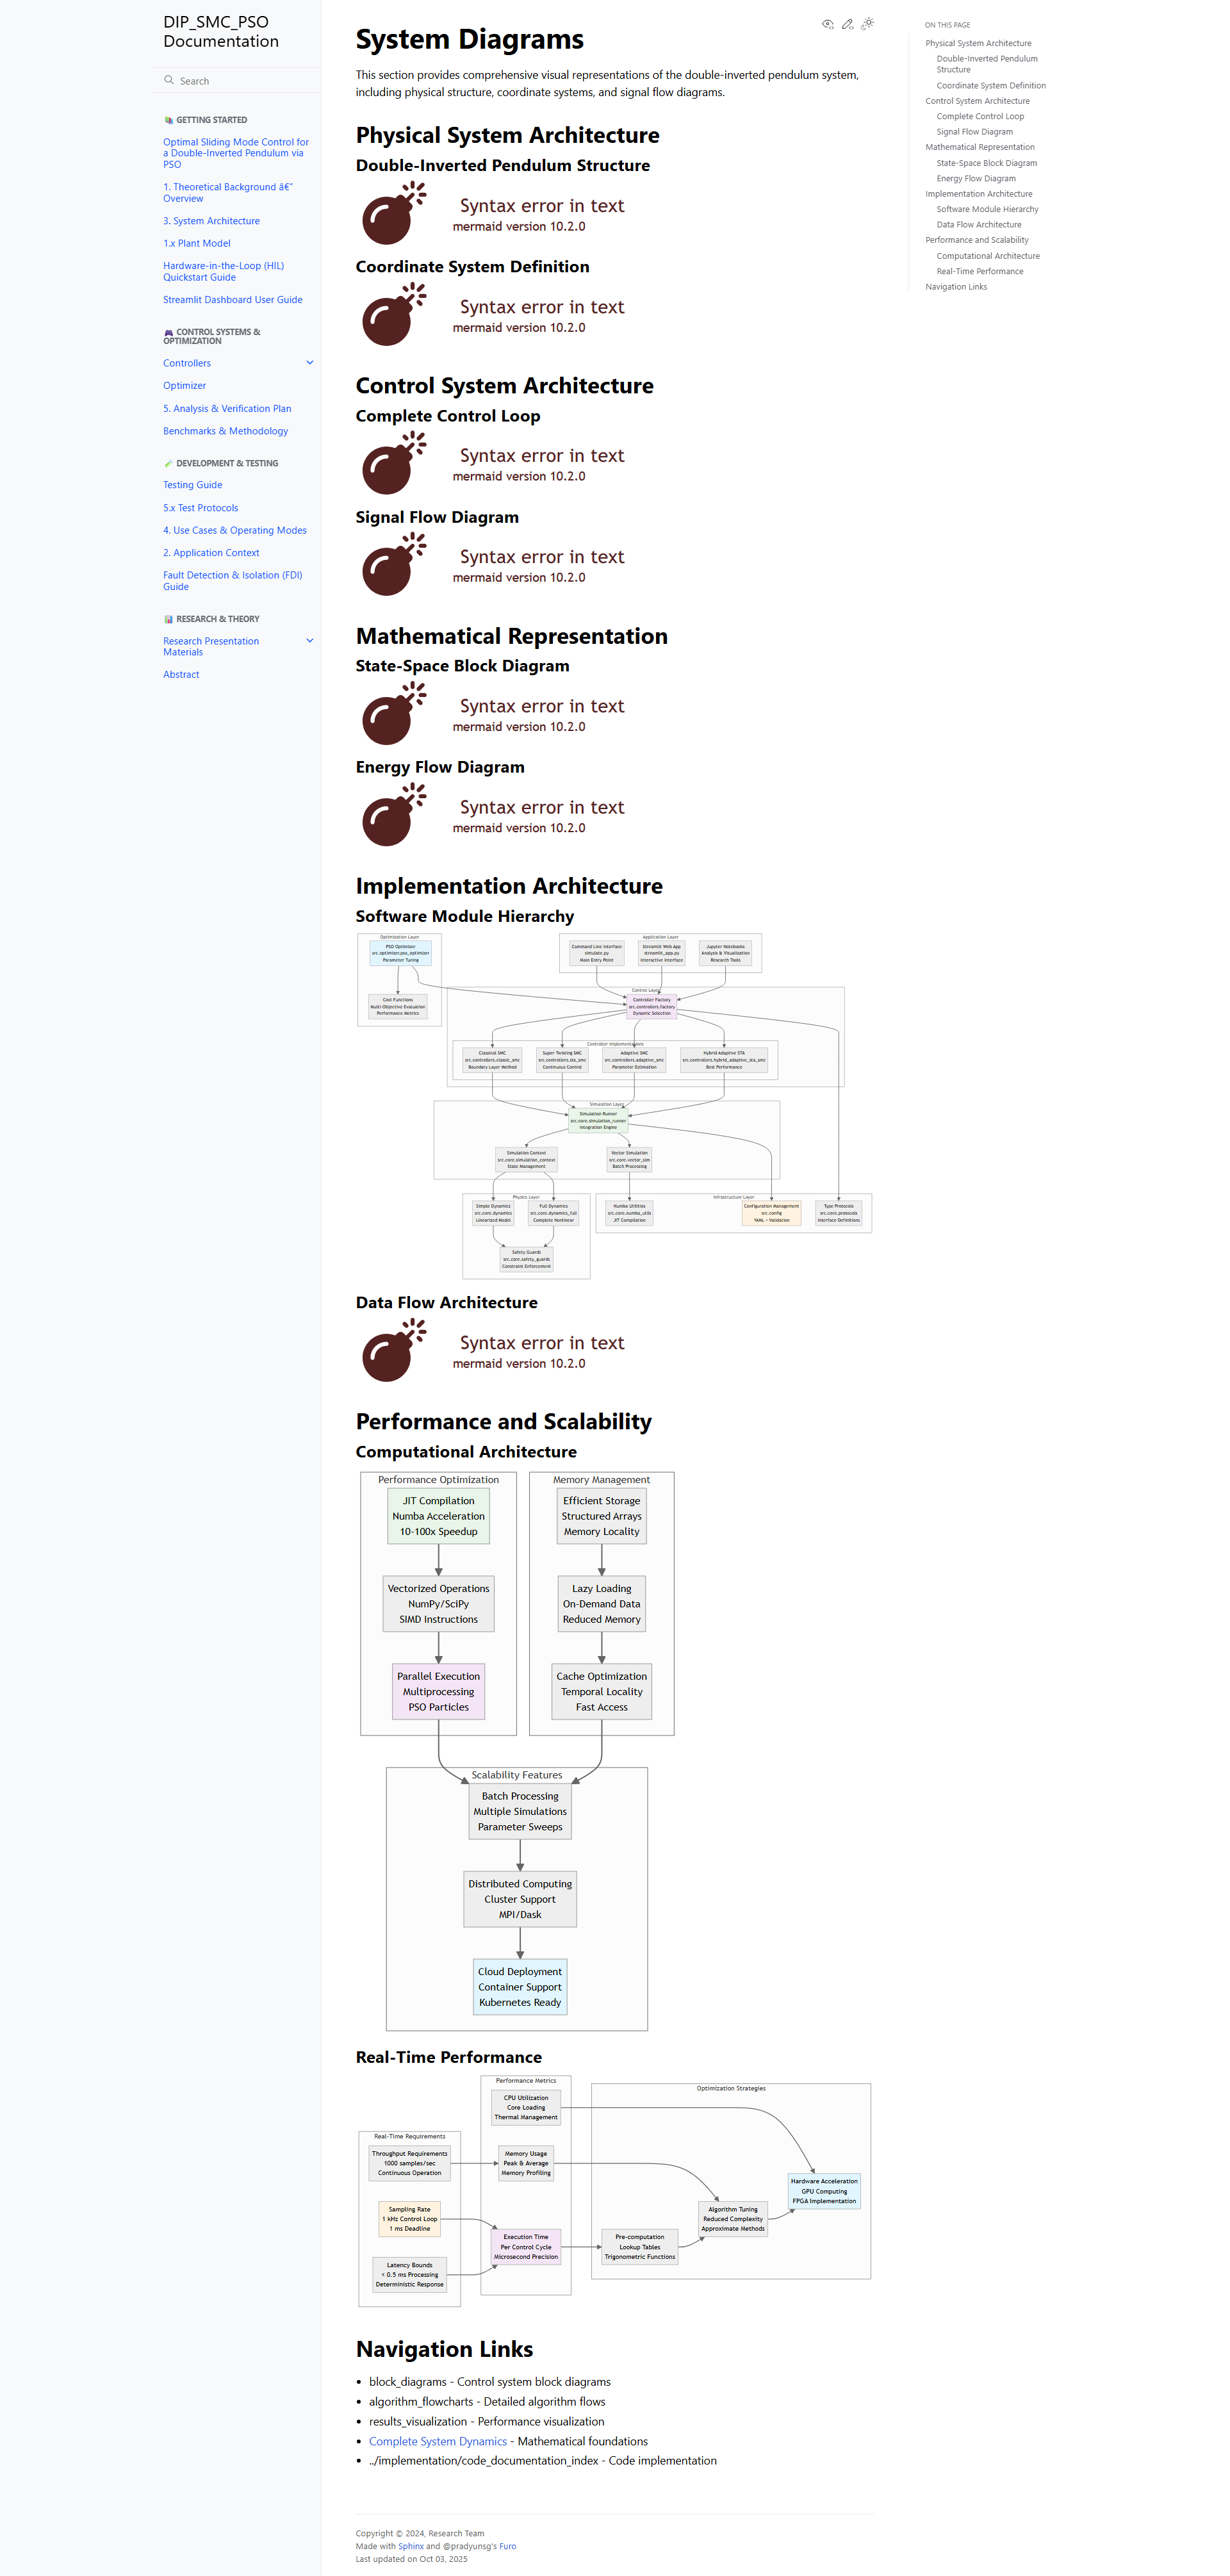 DIP_SMC_PSO
Documentation
Search
📚 GETTING STARTED
Optimal Sliding Mode Control for
a Double-Inverted Pendulum via
PSO
1. Theoretical Background â€”
Overview
3. System Architecture
1.x Plant Model
Hardware-in-the-Loop (HIL)
Quickstart Guide
Streamlit Dashboard User Guide
🎮 CONTROL SYSTEMS &
OPTIMIZATION
Controllers
Optimizer
5. Analysis & Verification Plan
Benchmarks & Methodology
🧪 DEVELOPMENT & TESTING
Testing Guide
5.x Test Protocols
4. Use Cases & Operating Modes
2. Application Context
Fault Detection & Isolation (FDI)
Guide
📊 RESEARCH & THEORY
Research Presentation
Materials
Abstract
System Diagrams
This section provides comprehensive visual representations of the double-inverted pendulum system,
including physical structure, coordinate systems, and signal flow diagrams.
Physical System Architecture
Double-Inverted Pendulum Structure
Syntax error in text
mermaid version 10.2.0
Coordinate System Definition
Syntax error in text
mermaid version 10.2.0
Control System Architecture
Complete Control Loop
Syntax error in text
mermaid version 10.2.0
Signal Flow Diagram
Syntax error in text
mermaid version 10.2.0
Mathematical Representation
State-Space Block Diagram
Syntax error in text
mermaid version 10.2.0
Energy Flow Diagram
Syntax error in text
mermaid version 10.2.0
Implementation Architecture
Software Module Hierarchy
Optimization Layer
PSO Optimizer
src.optimizer.pso_optimizer
Parameter Tuning
Cost Functions
Multi-Objective Evaluation
Performance Metrics
Application Layer
Command Line Interface
simulate.py
Main Entry Point
Streamlit Web App
streamlit_app.py
Interactive Interface
Jupyter Notebooks
Analysis & Visualization
Research Tools
Control Layer
Controller Factory
src.controllers.factory
Dynamic Selection
Controller Implementations
Classical SMC
src.controllers.classic_smc
Boundary Layer Method
Super-Twisting SMC
src.controllers.sta_smc
Continuous Control
Adaptive SMC
src.controllers.adaptive_smc
Parameter Estimation
Hybrid Adaptive STA
src.controllers.hybrid_adaptive_sta_smc
Best Performance
Simulation Layer
Simulation Runner
src.core.simulation_runner
Integration Engine
Simulation Context
src.core.simulation_context
State Management
Vector Simulation
src.core.vector_sim
Batch Processing
Physics Layer
Simple Dynamics
src.core.dynamics
Linearized Model
Full Dynamics
src.core.dynamics_full
Complete Nonlinear
Safety Guards
src.core.safety_guards
Constraint Enforcement
Infrastructure Layer
Numba Utilities
src.core.numba_utils
JIT Compilation
Configuration Management
src.config
YAML + Validation
Type Protocols
src.core.protocols
Interface Definitions
Data Flow Architecture
Syntax error in text
mermaid version 10.2.0
Performance and Scalability
Computational Architecture
Performance Optimization
JIT Compilation
Numba Acceleration
10-100x Speedup
Vectorized Operations
NumPy/SciPy
SIMD Instructions
Parallel Execution
Multiprocessing
PSO Particles
Memory Management
Efficient Storage
Structured Arrays
Memory Locality
Lazy Loading
On-Demand Data
Reduced Memory
Cache Optimization
Temporal Locality
Fast Access
Scalability Features
Batch Processing
Multiple Simulations
Parameter Sweeps
Distributed Computing
Cluster Support
MPI/Dask
Cloud Deployment
Container Support
Kubernetes Ready
Real-Time Performance
Real-Time Requirements
Throughput Requirements
1000 samples/sec
Continuous Operation
Sampling Rate
1 kHz Control Loop
1 ms Deadline
Latency Bounds
< 0.5 ms Processing
Deterministic Response
Performance Metrics
CPU Utilization
Core Loading
Thermal Management
Memory Usage
Peak & Average
Memory Profiling
Execution Time
Per Control Cycle
Microsecond Precision
Optimization Strategies
Pre-computation
Lookup Tables
Trigonometric Functions
Algorithm Tuning
Reduced Complexity
Approximate Methods
Hardware Acceleration
GPU Computing
FPGA Implementation
Navigation Links
• block_diagrams - Control system block diagrams
• algorithm_flowcharts - Detailed algorithm flows
• results_visualization - Performance visualization
• Complete System Dynamics - Mathematical foundations
• ../implementation/code_documentation_index - Code implementation
Copyright © 2024, Research Team
Made with Sphinx and @pradyunsg's Furo
Last updated on Oct 03, 2025
ON THIS PAGE
Physical System Architecture
Double-Inverted Pendulum
Structure
Coordinate System Definition
Control System Architecture
Complete Control Loop
Signal Flow Diagram
Mathematical Representation
State-Space Block Diagram
Energy Flow Diagram
Implementation Architecture
Software Module Hierarchy
Data Flow Architecture
Performance and Scalability
Computational Architecture
Real-Time Performance
Navigation Links